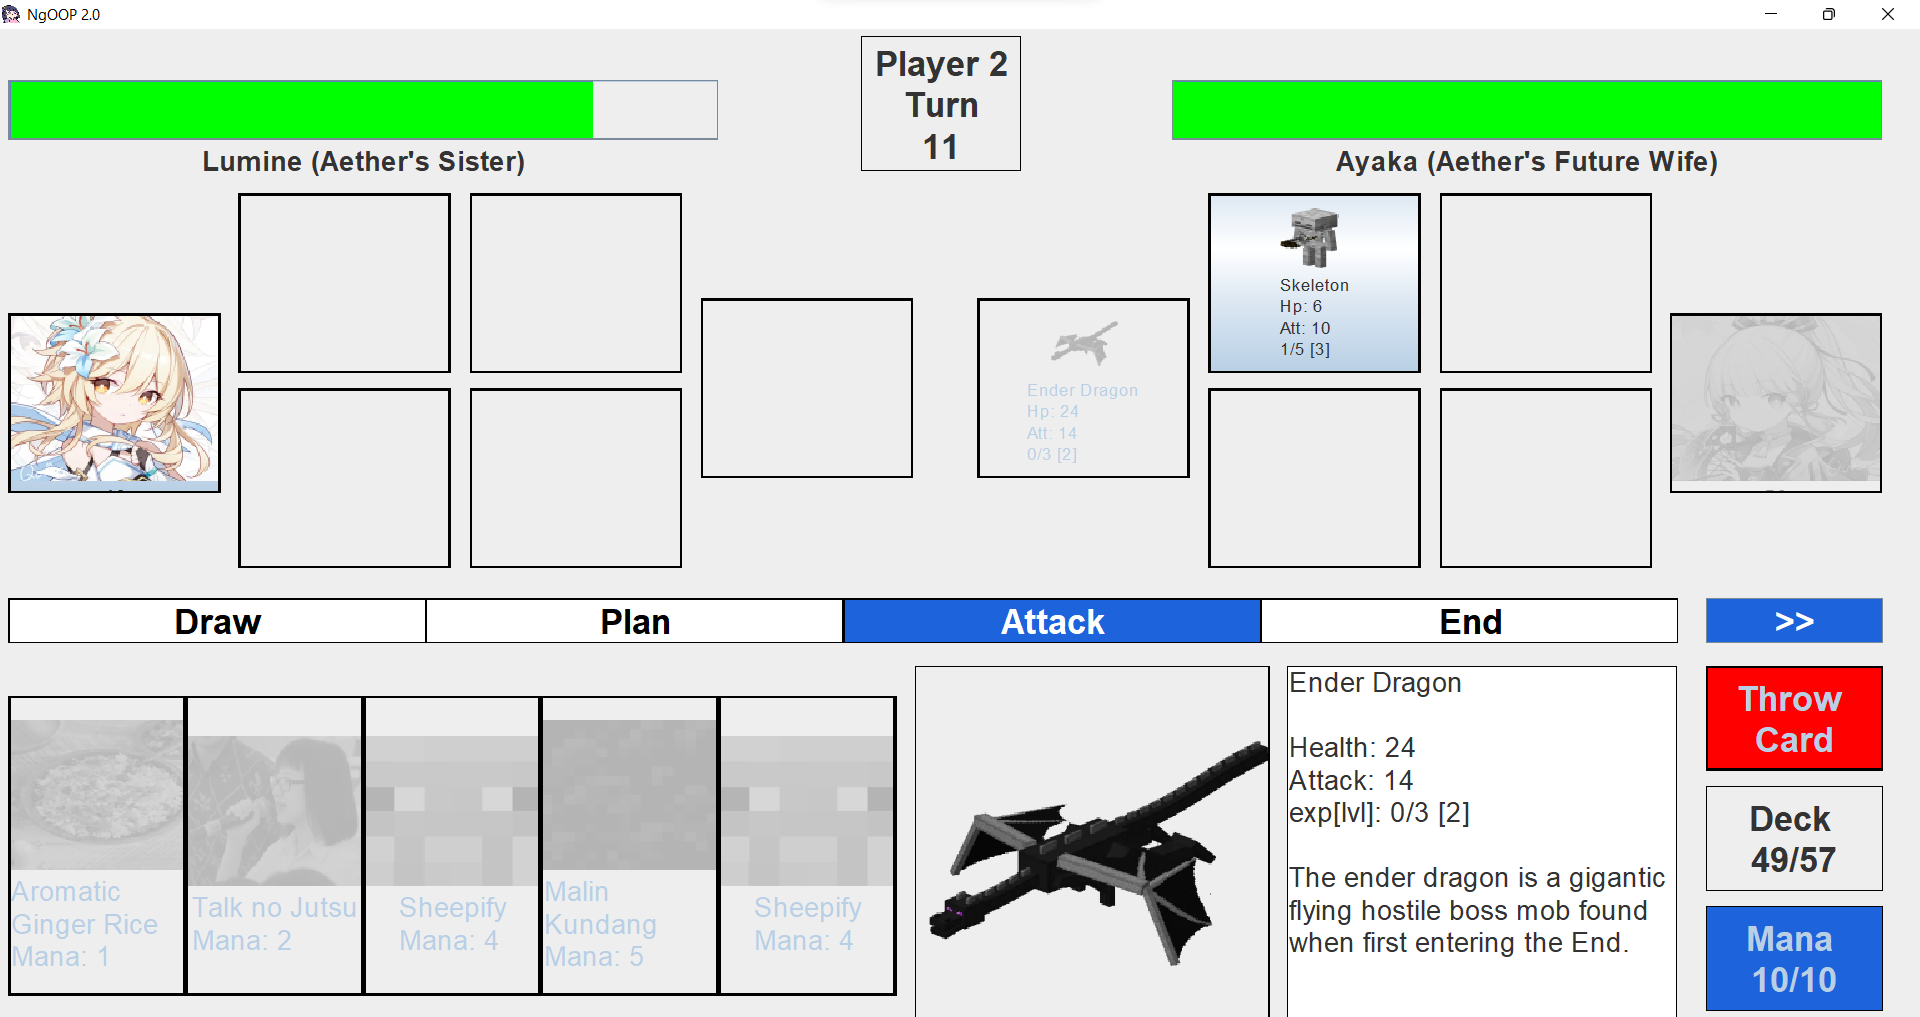 NgOOP 2.0
Player 2
Turn
11
Lumine (Aether's Sister)
Ayaka (Aether's Future Wife)
Skeleton
Hp: 6
Att: 10
1/5 [3]
Ender Dragon
Hp: 24
Att: 14
0/3 [2]
Draw
Plan
Attack
End
>>
Aromatic
Ginger Rice
Mana: 1
Talk no Jutsu
Mana: 2
Sheepify
Mana: 4
Malin
Kundang
Mana: 5
Sheepify
Mana: 4
Ender Dragon
Health: 24
Attack: 14
exp[lvl]: 0/3 [2]
The ender dragon is a gigantic
flying hostile boss mob found
when first entering the End.
Throw
Card
Deck
49/57
Mana
10/10